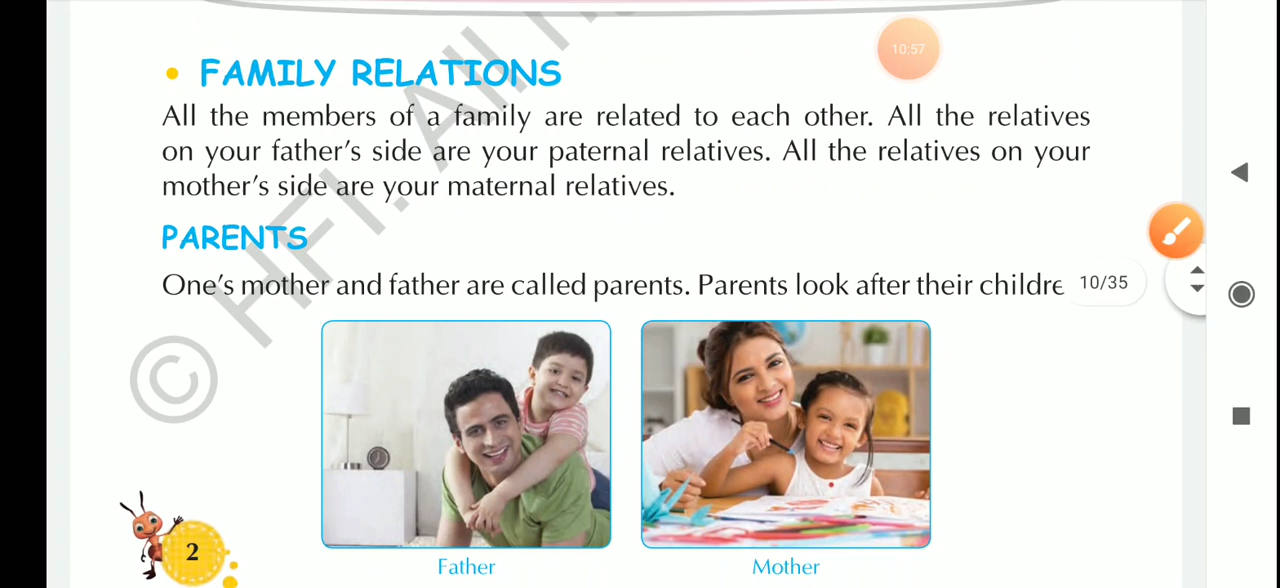 10:57
FAMILY RELATIONS
All the members of a family are related to each other. All the relatives
on your father's side are your paternal relatives. All the relatives on your
mother's side are your maternal relatives.
PARENTS
One's mother and father are called parents. Parents look after their childre
10/35
© HFI. All
2
Father
Mother